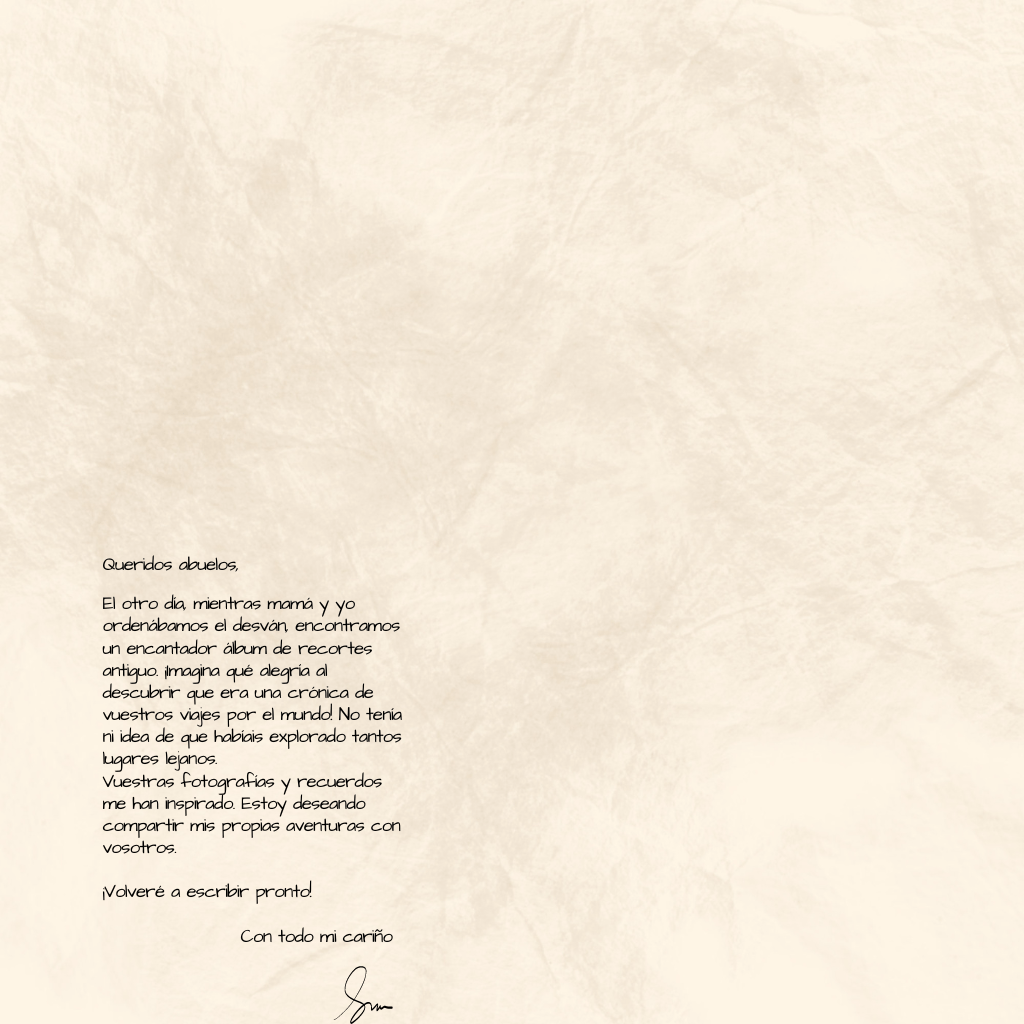 Queridos abuelos,
El otro día, mientras mamá y yo
ordenábamos el desván, encontramos
un encantador álbum de recortes
antiguo. ¡Imagina qué alegría al
descubrir que era una crónica de
vuestros viajes por el mundo! No tenía
ni idea de que habíais explorado tantos
lugares lejanos.
Vuestras fotografías y recuerdos
me han inspirado. Estoy deseando
compartir mis propias aventuras con
vosotros.
¡Volveré a escribir pronto!
Con todo mi cariño